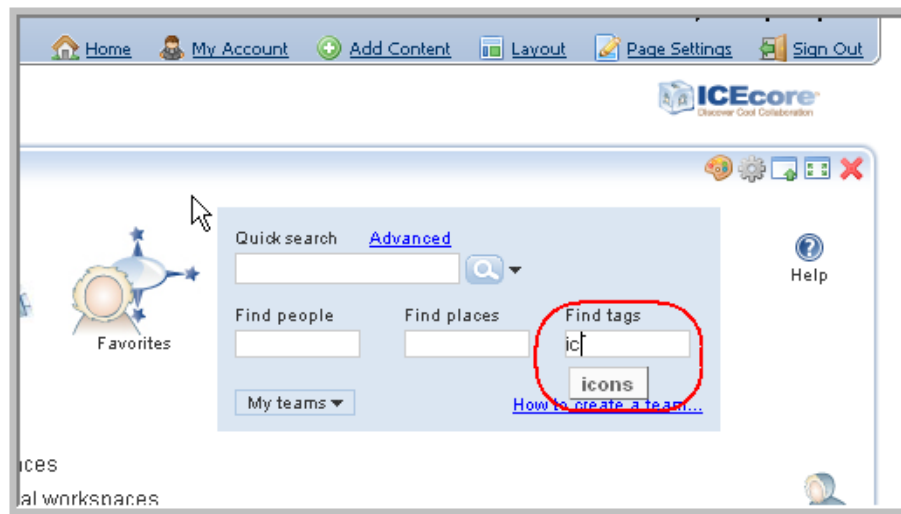 Home My Account Add Content Layout Page Settings Sign Out
ICEcore
Discover Cool Collaboration
Quick search Advanced
Help
Find people Find places Find tags
Favorites
ic
icons
My teams How to create a team...
ices
al workspaces